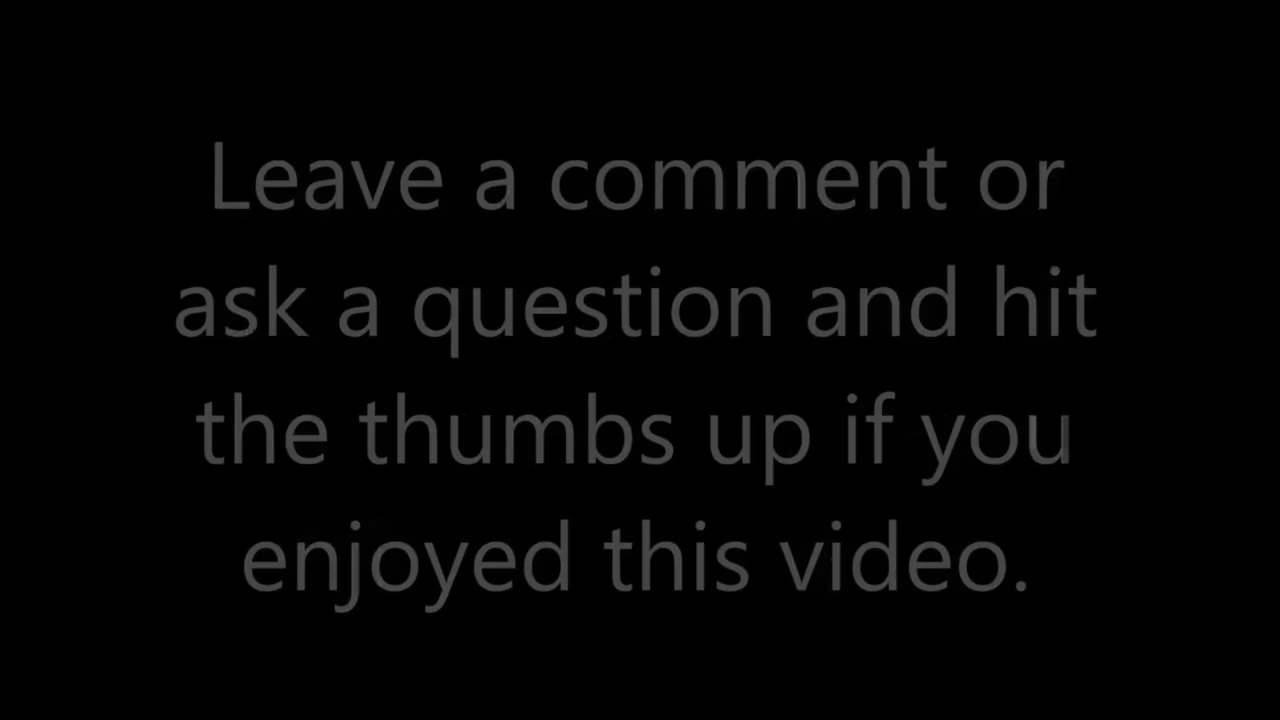 Leave a comment or
ask a question and hit
the thumbs up if you
enjoyed this video.